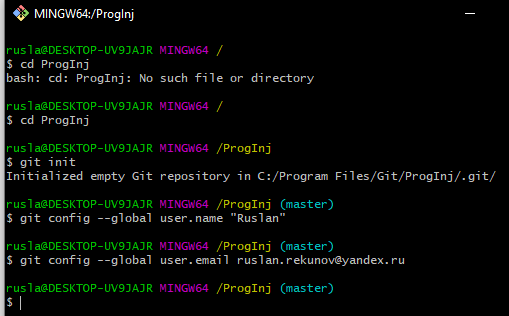 MINGW64:/ProgInj
rusla@DESKTOP-UV9JAJR MINGW64 /
$ cd ProgInj
bash: cd: ProgInj: No such file or directory
rusla@DESKTOP-UV9JAJR MINGW64 /
$ cd ProgInj
rusla@DESKTOP-UV9JAJR MINGW64 /ProgInj
$ git init
Initialized empty Git repository in C:/Program Files/Git/ProgInj/.git/
rusla@DESKTOP-UV9JAJR MINGW64 /ProgInj (master)
$ git config --global user.name "Ruslan"
rusla@DESKTOP-UV9JAJR MINGW64 /ProgInj (master)
$ git config --global user.email ruslan.rekunov@yandex.ru
rusla@DESKTOP-UV9JAJR MINGW64 /ProgInj (master)
$